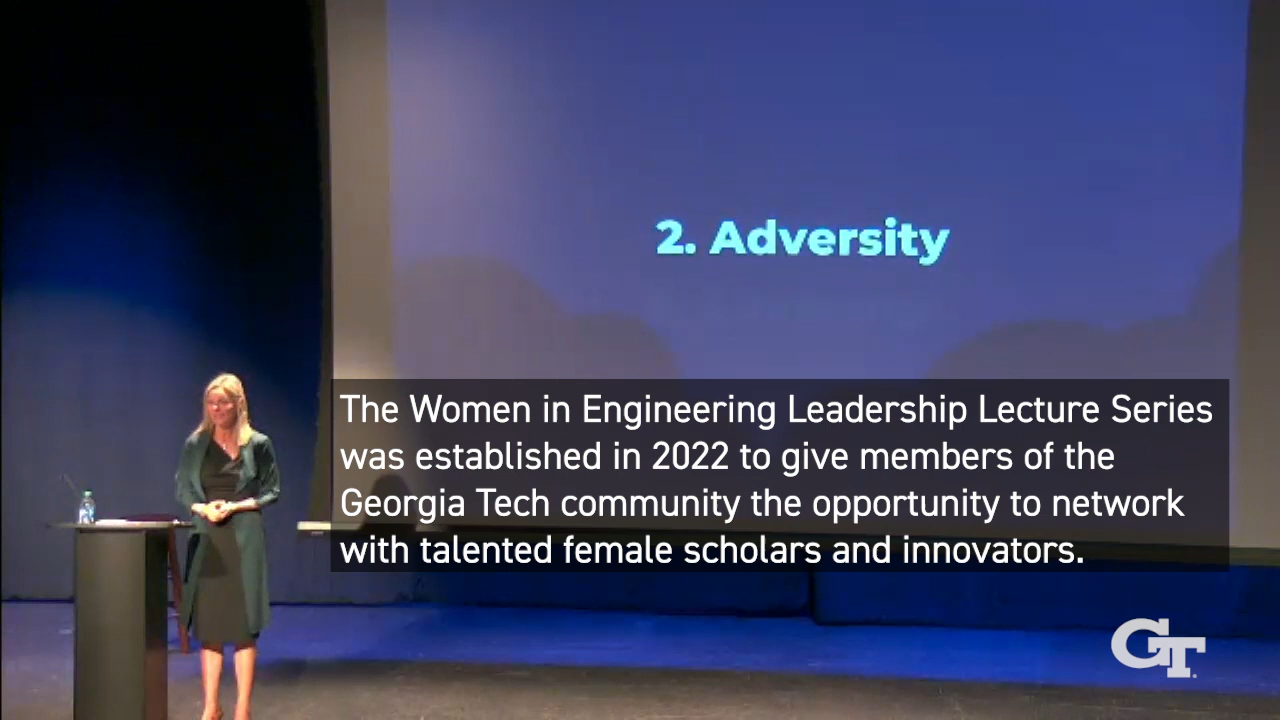 2. Adversity
The Women in Engineering Leadership Lecture Series
was established in 2022 to give members of the
Georgia Tech community the opportunity to network
with talented female scholars and innovators.
GT